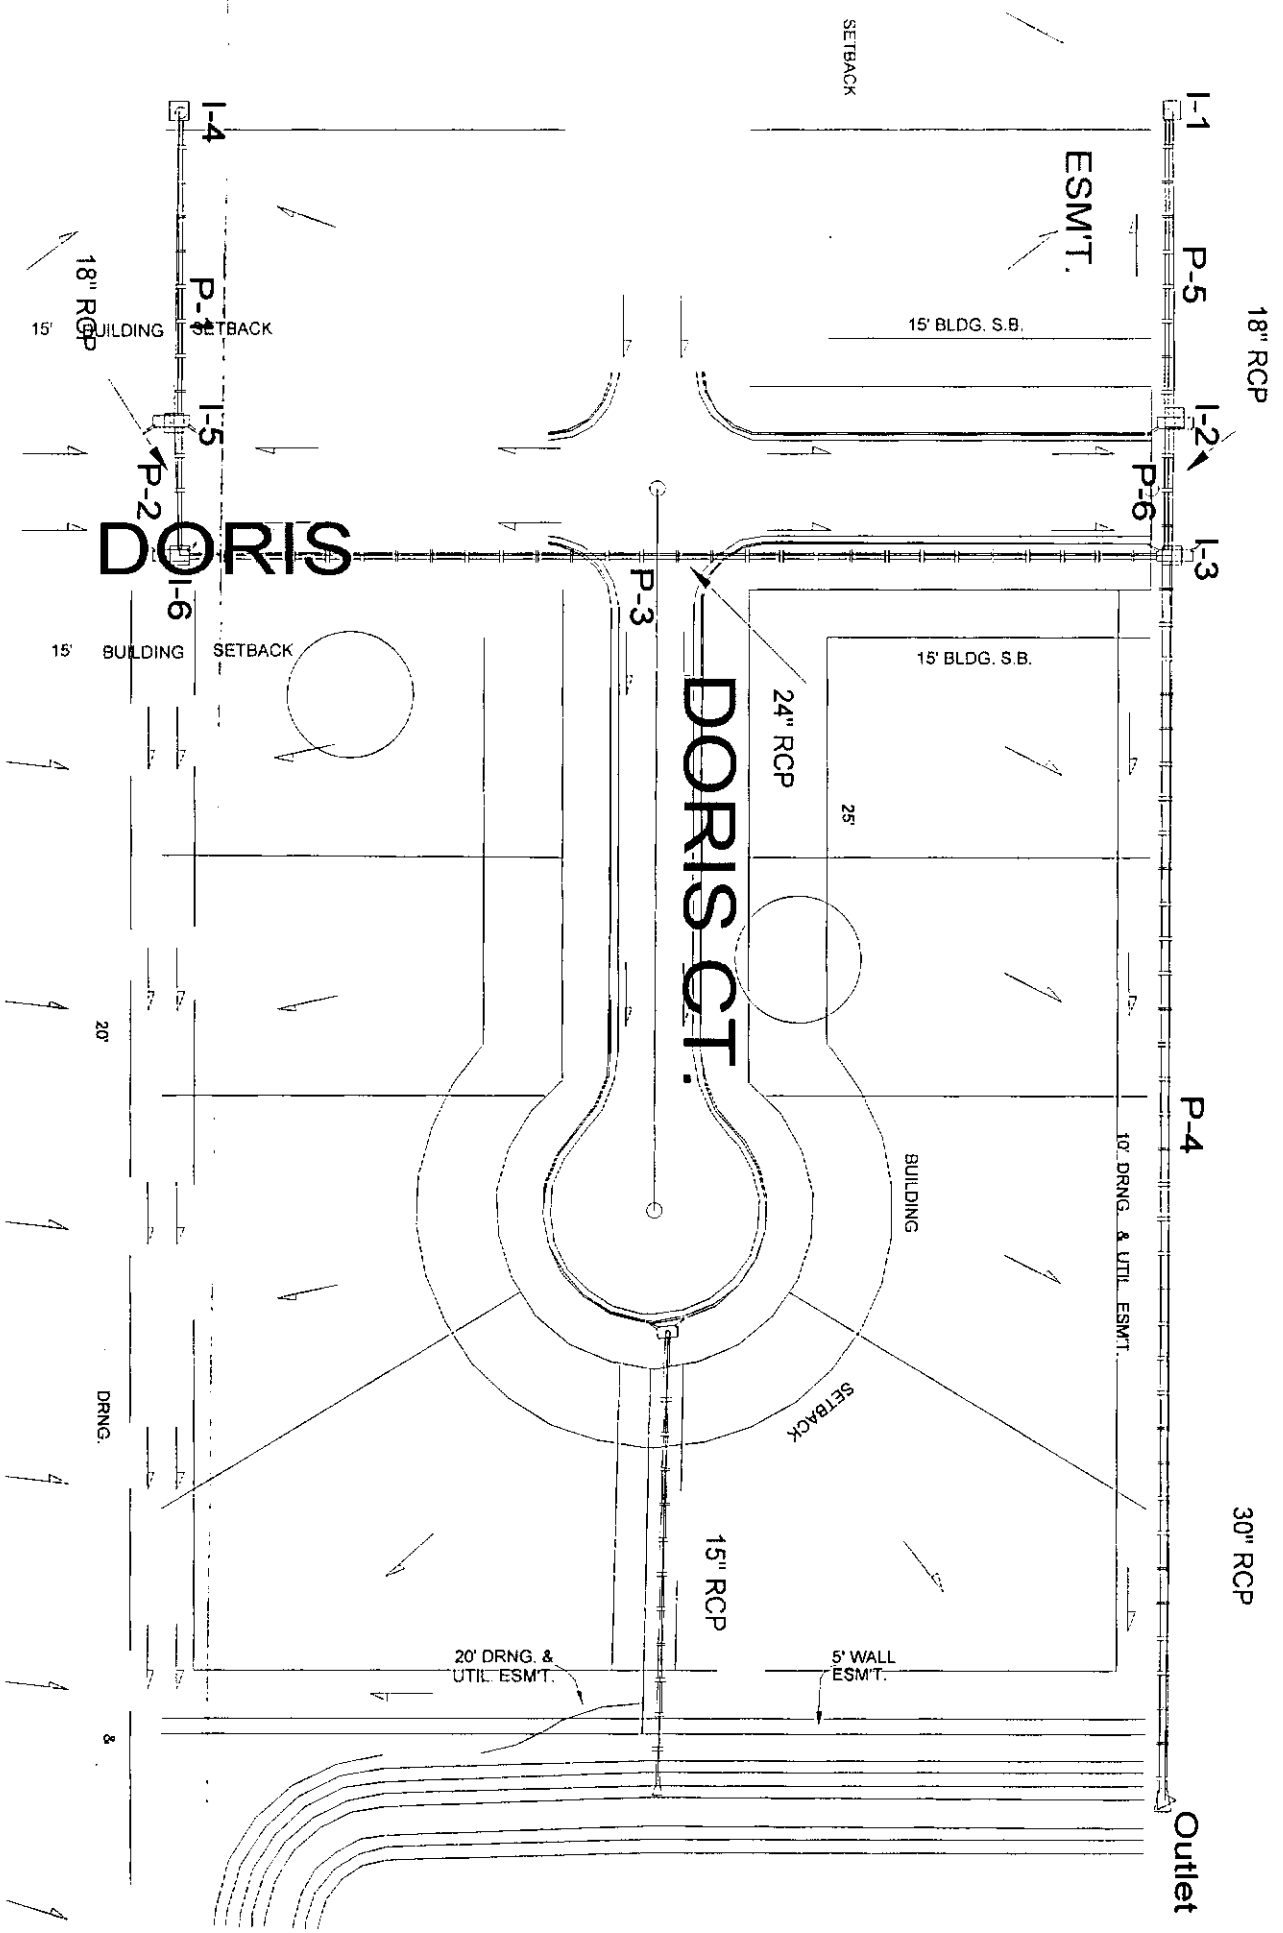 SETBACK
I-1
I-4
ESM'T.
P-5
18" RCP
18" RCP
P-1
15' BUILDING SETBACK
15' BLDG. S.B.
I-2
I-5
P-6
P-2
DORIS
I-3
I-6
P-3
15' BUILDING SETBACK
15' BLDG. S.B.
24" RCP
DORIS CT.
25'
20'
P-4
10' DRNG. & UTIL. ESM'T.
BUILDING
SETBACK
DRNG.
30" RCP
15" RCP
20' DRNG. &
UTIL. ESM'T.
5' WALL
ESM'T.
&
Outlet